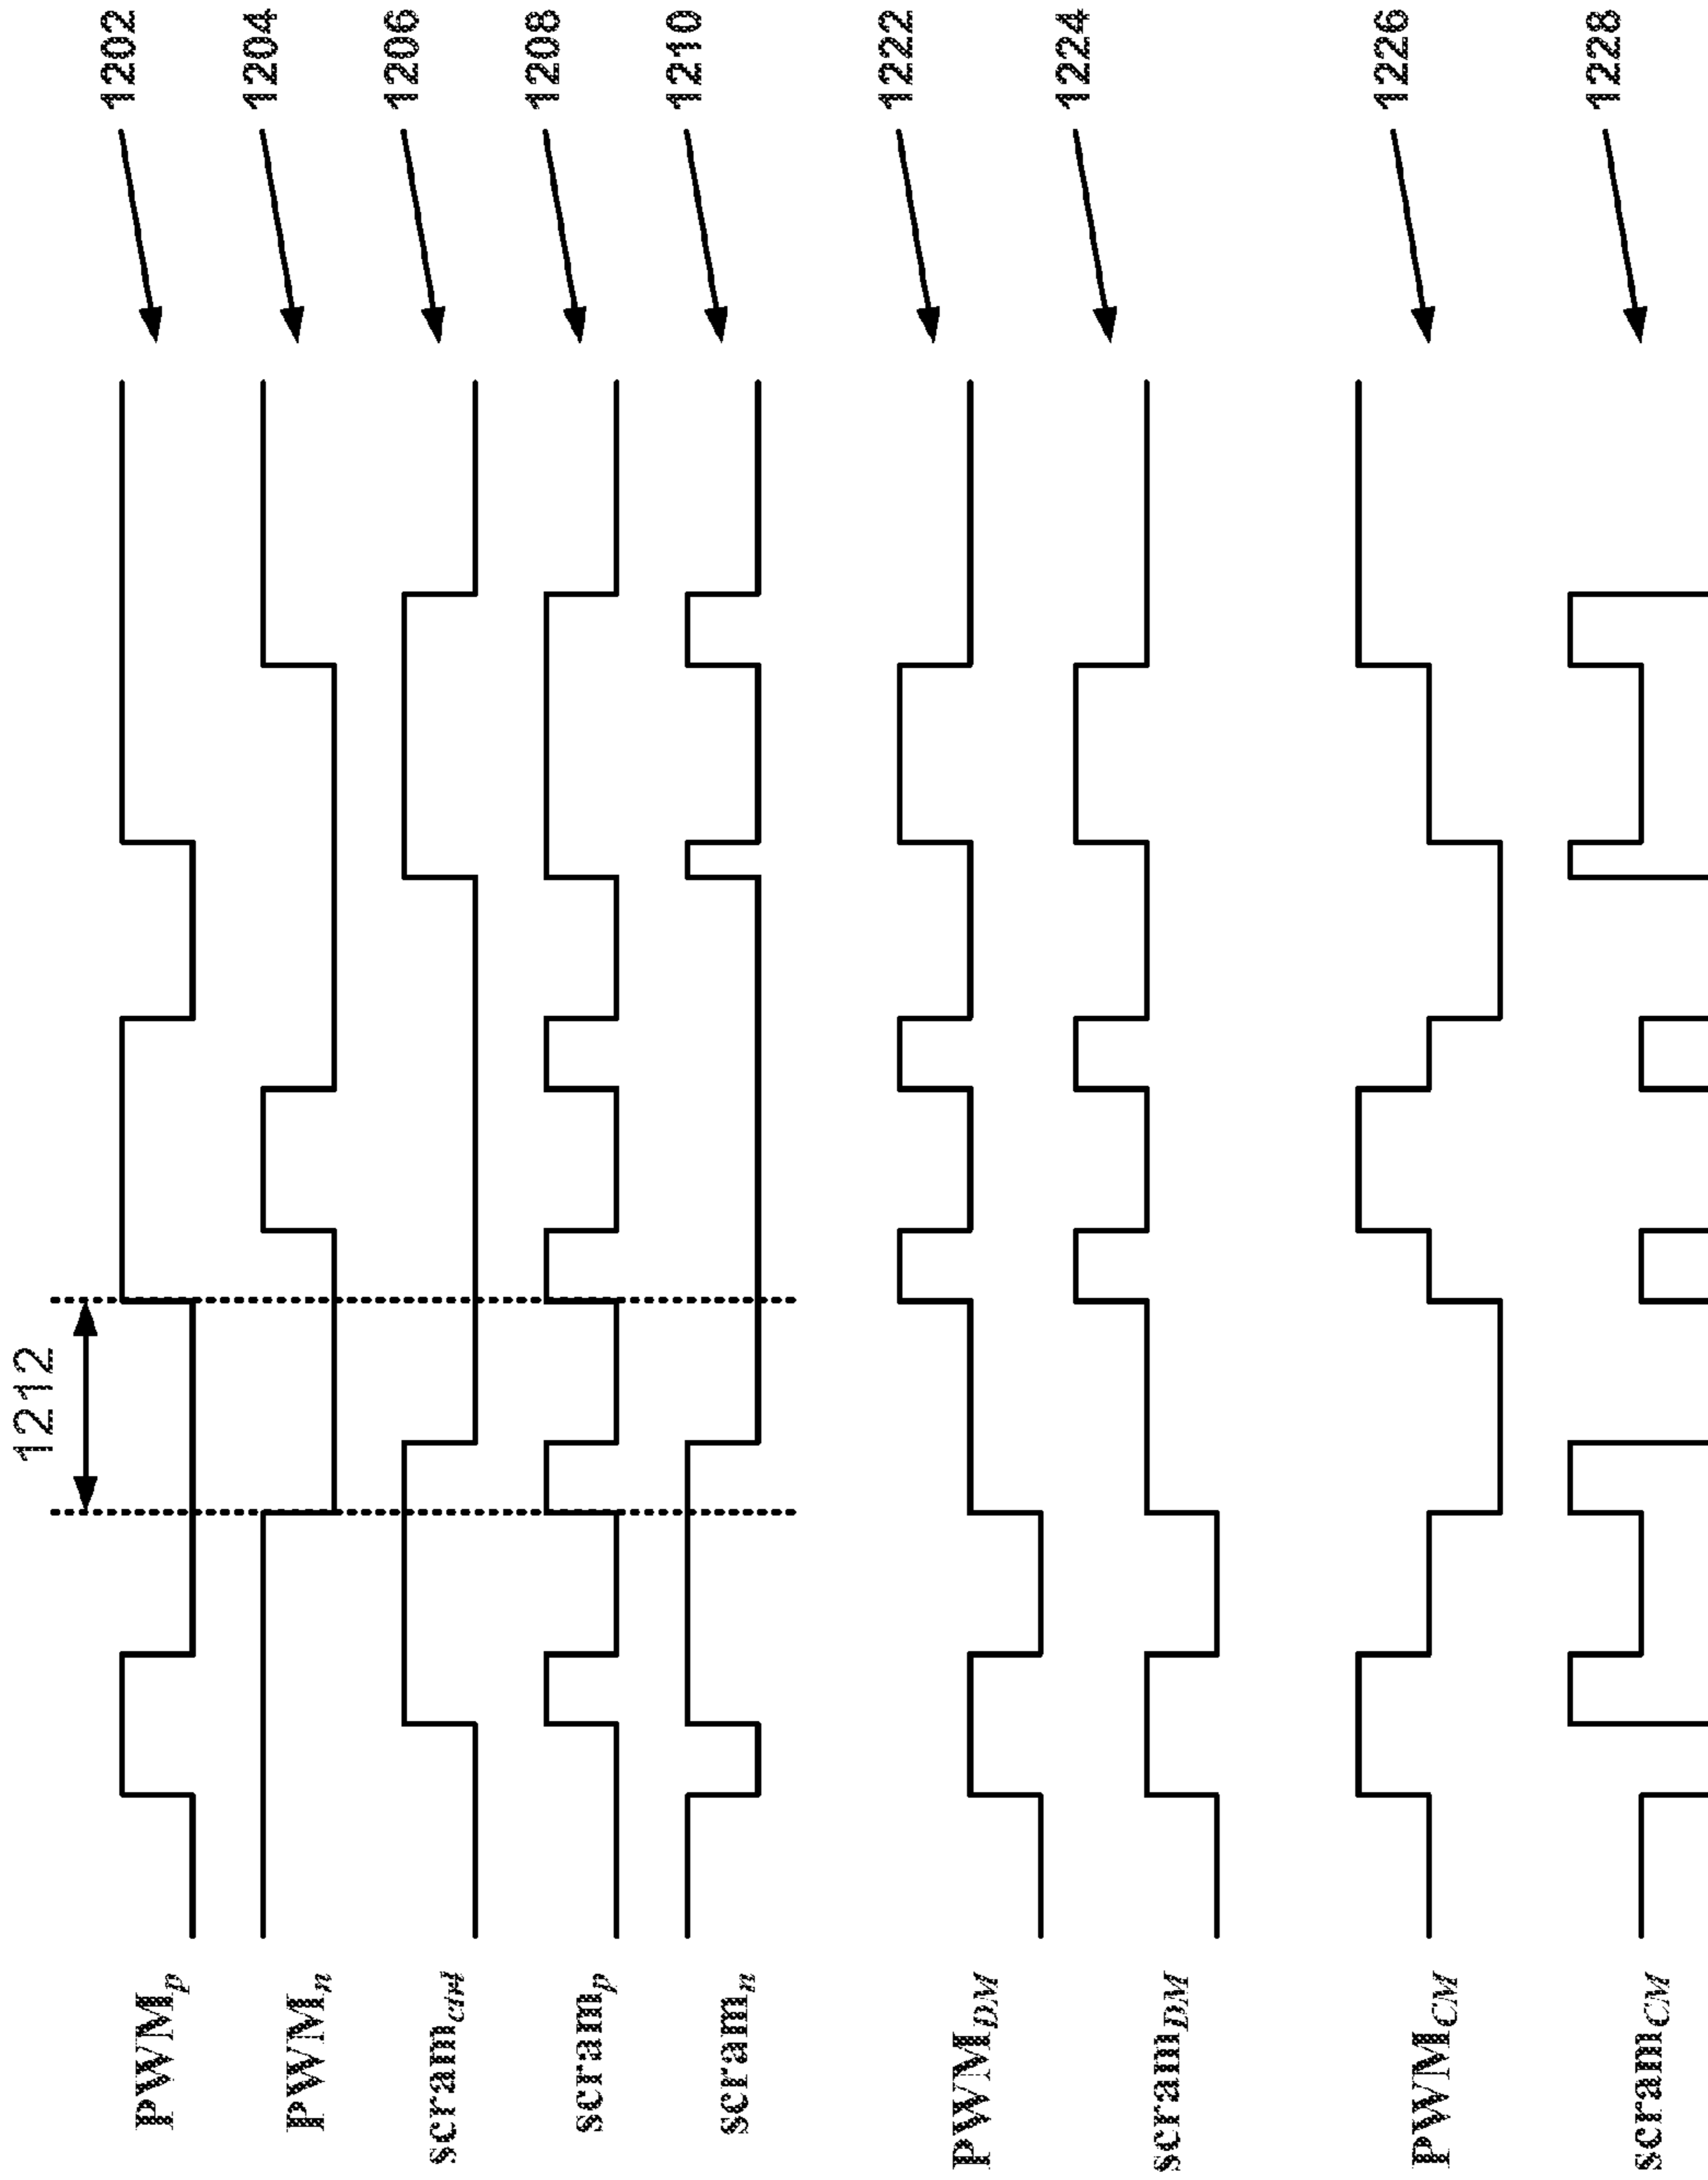 1212
PWMp 1202
PWMn 1204
scramctrl 1206
scramp 1208
scramn 1210
PWMDM 1222
scramDM 1224
PWMCM 1226
scramCM 1228